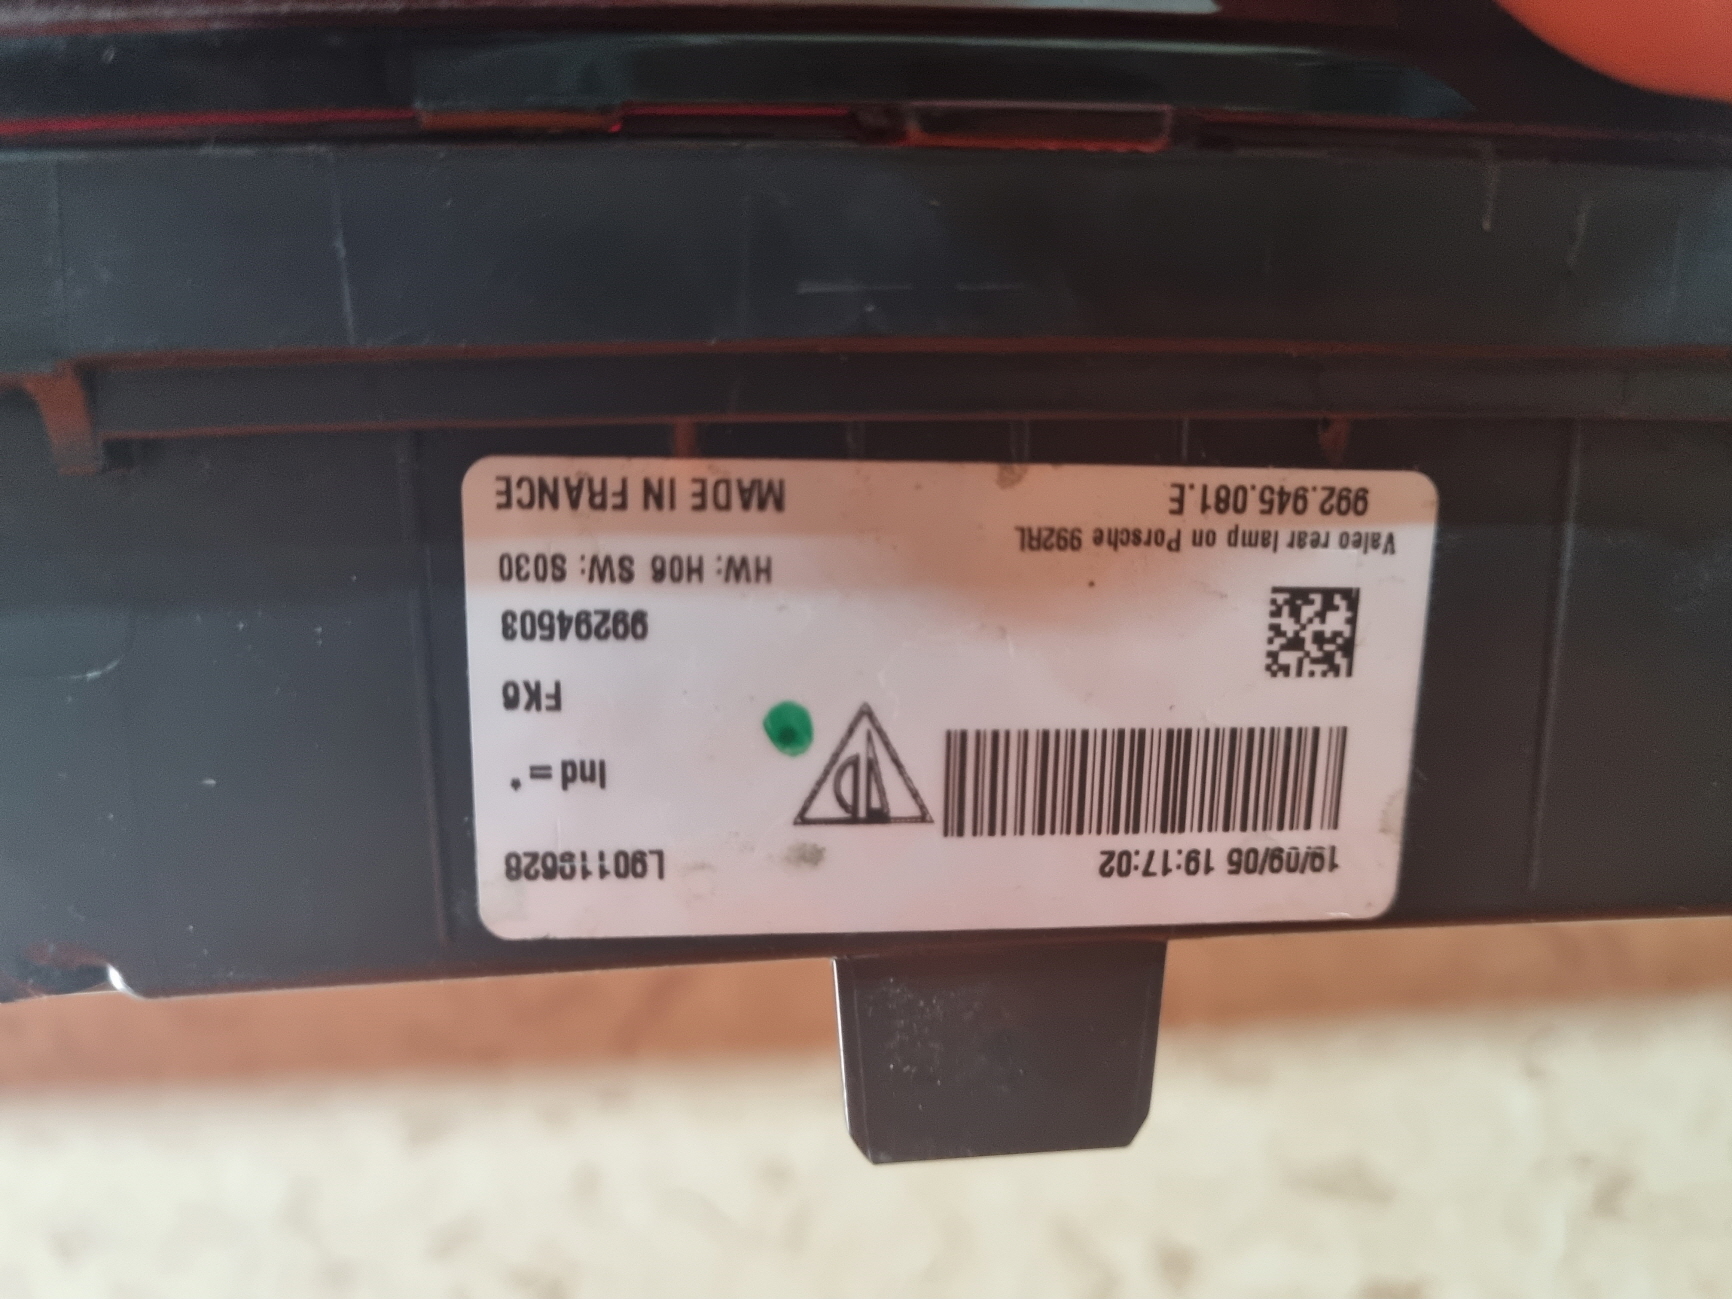 19/09/05 19:17:02 L90119628
Ind = *
FK6
99294503
HW: H06 SW: S030
Valeo rear lamp on Porsche 992RL
992.945.081.E MADE IN FRANCE